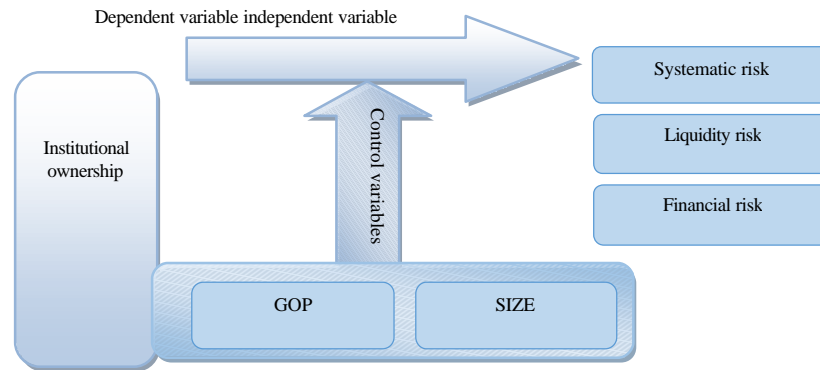 Dependent variable independent variable
Systematic risk
Institutional
ownership
Control variables
Liquidity risk
Financial risk
GOP
SIZE